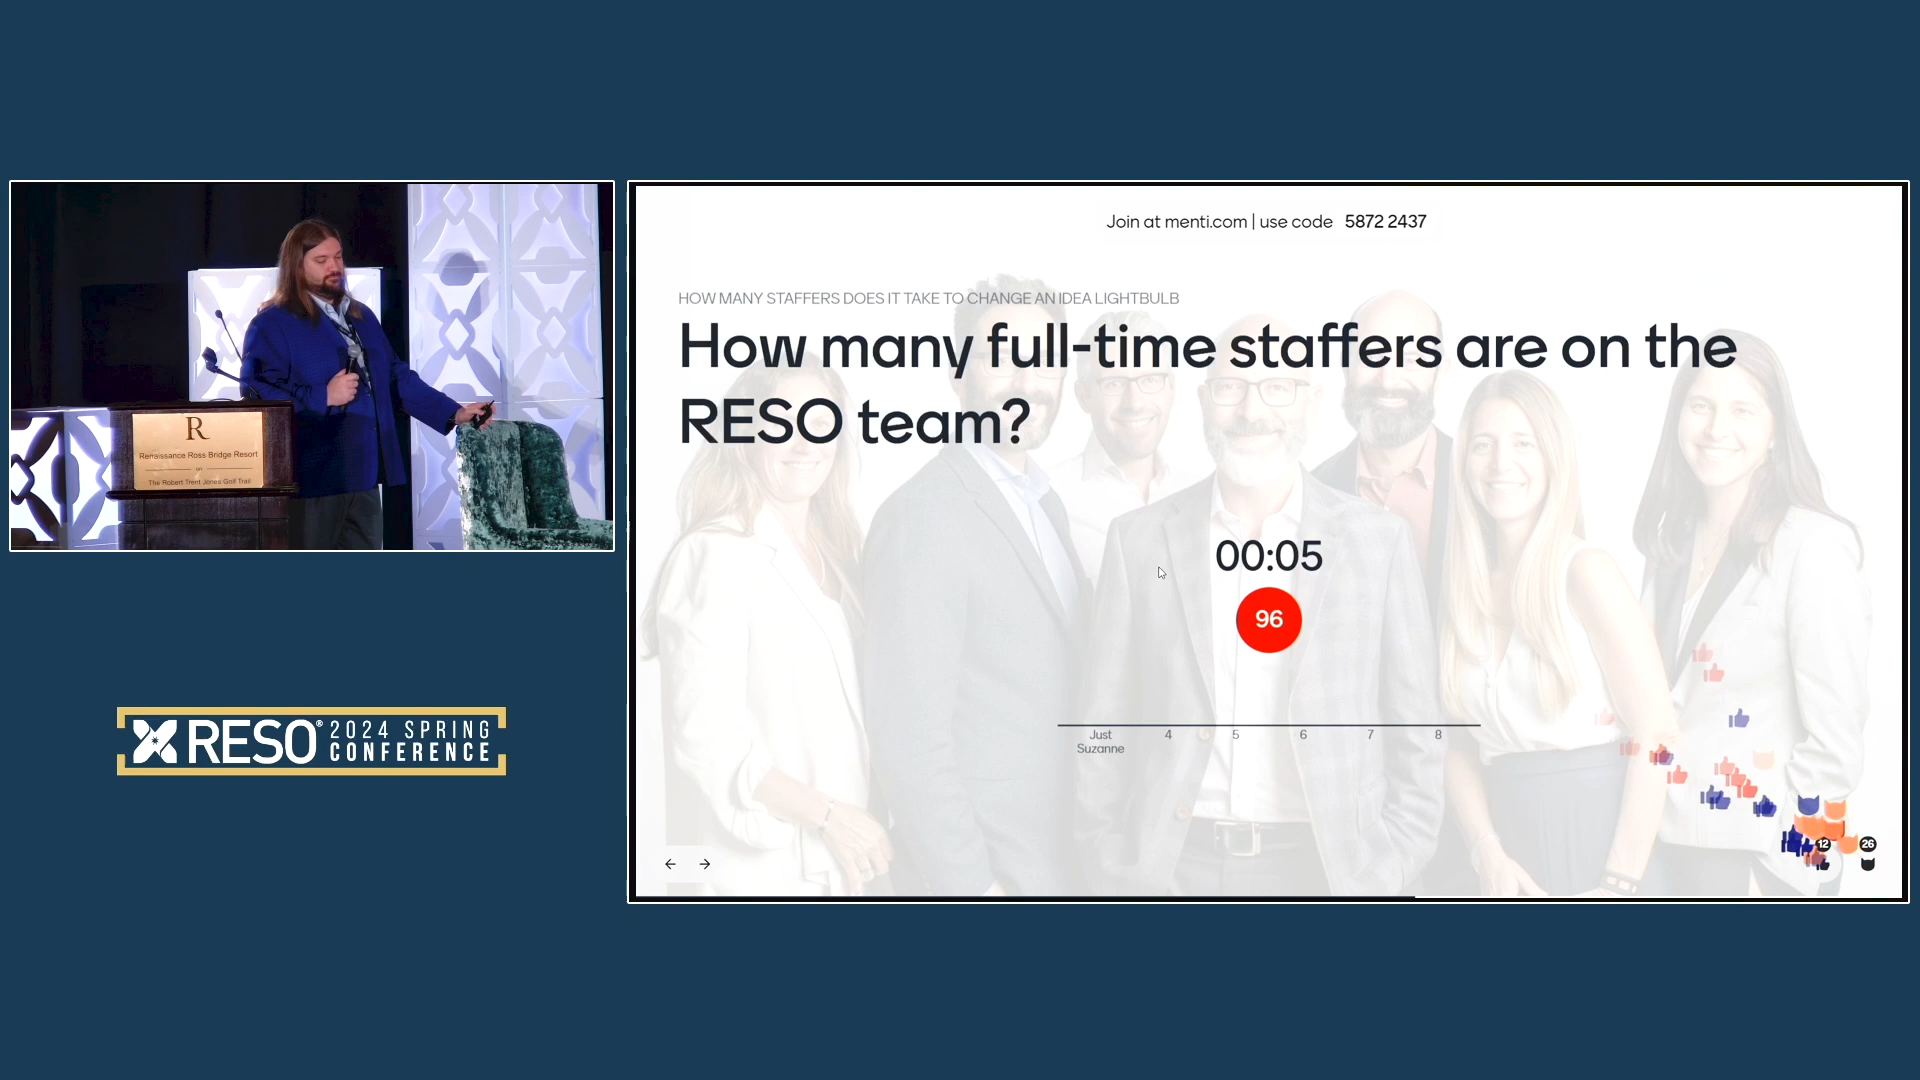 R
Renaissance Ross Bridge Resort
The Robert Trent Jones Golf Trail
RESO® 2024 SPRING
CONFERENCE
Join at menti.com | use code 5872 2437
HOW MANY STAFFERS DOES IT TAKE TO CHANGE AN IDEA LIGHTBULB
How many full-time staffers are on the
RESO team?
00:05
96
Just
Suzanne
4
5
6
7
8
12
26